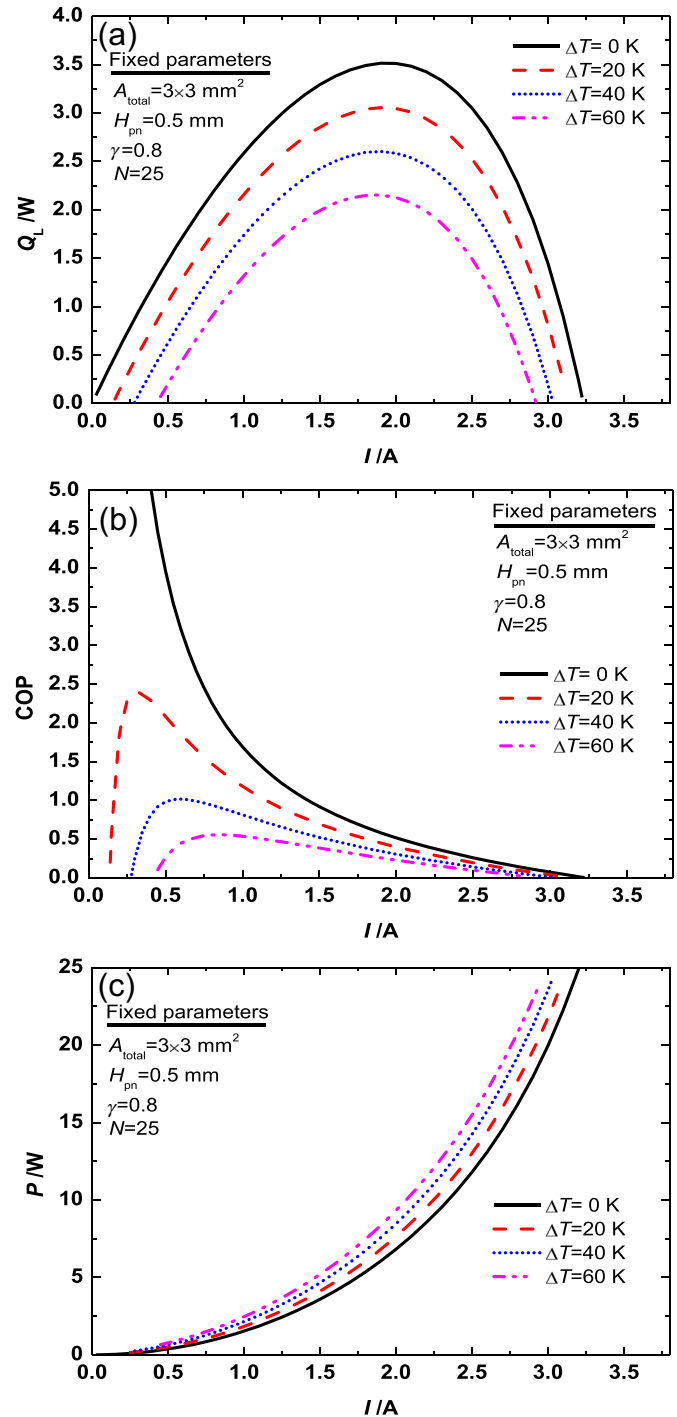 (a)
Fixed parameters
A_total=3×3 mm²
H_pn=0.5 mm
γ=0.8
N=25
ΔT= 0 K
ΔT=20 K
ΔT=40 K
ΔT=60 K
4.0
3.5
3.0
2.5
2.0
1.5
1.0
0.5
0.0
Q_L /W
0.0 0.5 1.0 1.5 2.0 2.5 3.0 3.5
I /A
(b)
Fixed parameters
A_total=3×3 mm²
H_pn=0.5 mm
γ=0.8
N=25
ΔT= 0 K
ΔT=20 K
ΔT=40 K
ΔT=60 K
5.0
4.5
4.0
3.5
3.0
2.5
2.0
1.5
1.0
0.5
0.0
COP
0.0 0.5 1.0 1.5 2.0 2.5 3.0 3.5
I /A
(c)
Fixed parameters
A_total=3×3 mm²
H_pn=0.5 mm
γ=0.8
N=25
ΔT= 0 K
ΔT=20 K
ΔT=40 K
ΔT=60 K
25
20
15
10
5
0
P /W
0.0 0.5 1.0 1.5 2.0 2.5 3.0 3.5
I /A